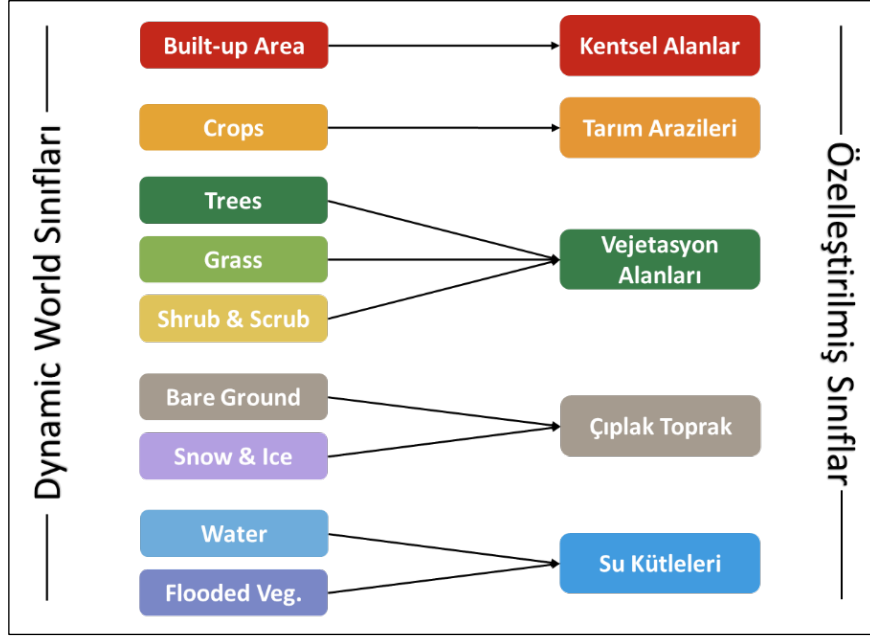 Dynamic World Sınıfları
Built-up Area
Kentsel Alanlar
Crops
Tarım Arazileri
Trees
Grass
Shrub & Scrub
Vejetasyon
Alanları
Bare Ground
Snow & Ice
Çıplak Toprak
Water
Flooded Veg.
Su Kütleleri
Özelleştirilmiş Sınıflar